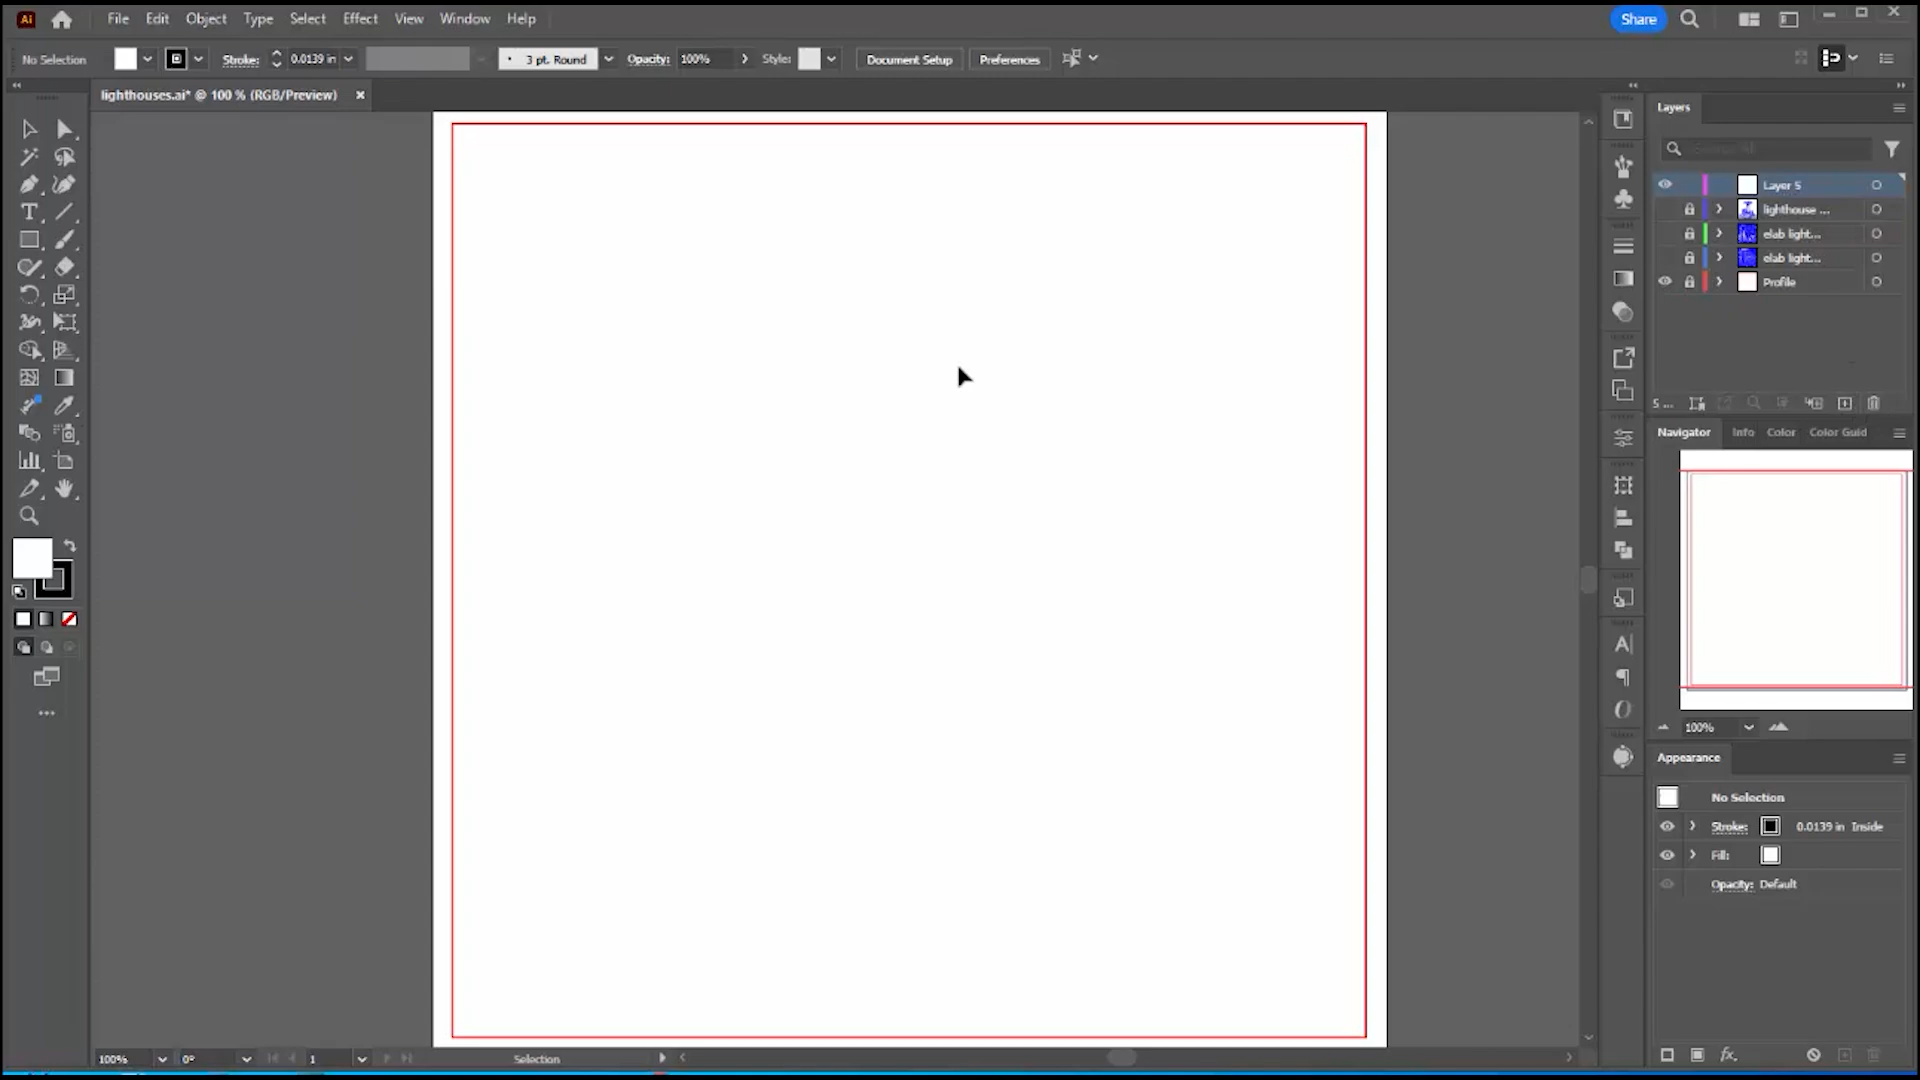 Ai File Edit Object Type Select Effect View Window Help Share
No Selection Stroke: 0.0139 in 3 pt. Round Opacity: 100% Style: Document Setup Preferences
lighthouses.ai* @ 100 % (RGB/Preview)
Layers
Layer 5
lighthouse ...
elab light...
elab light...
Profile
5 ...
Navigator Info Color Color Guid
100%
Appearance
No Selection
Stroke: 0.0139 in Inside
Fill:
Opacity: Default
100% 0° 1 Selection